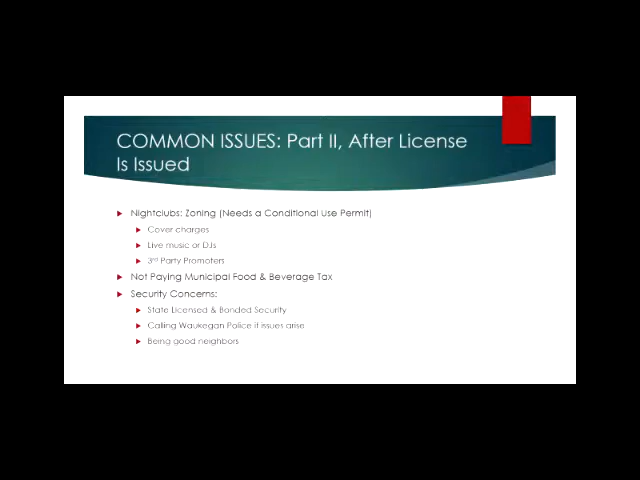 COMMON ISSUES: Part II, After License
Is Issued
Nightclubs: Zoning (Needs a Conditional Use Permit)
Cover charges
Live music or DJs
3rd Party Promoters
Not Paying Municipal Food & Beverage Tax
Security Concerns:
State Licensed & Bonded Security
Calling Waukegan Police if issues arise
Being good neighbors